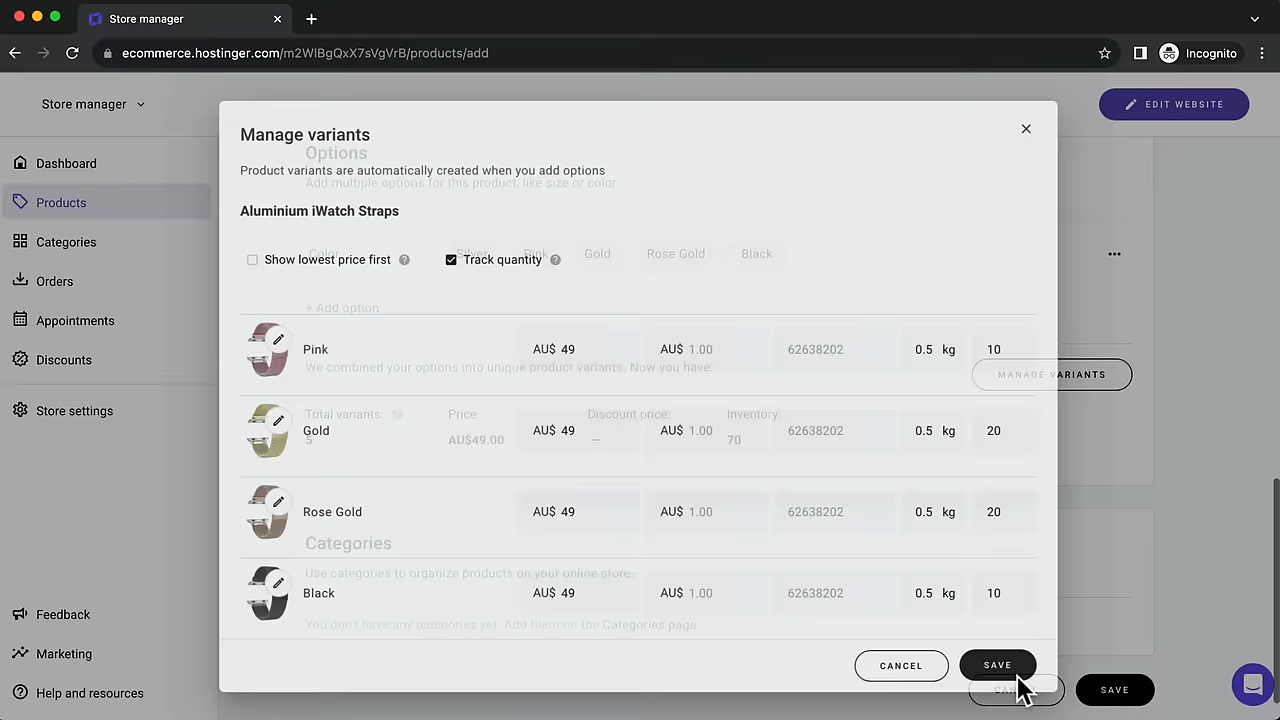 Store manager
ecommerce.hostinger.com/m2WlBgQxX7sVgVrB/products/add
Incognito
Store manager
EDIT WEBSITE
Dashboard
Products
Categories
Orders
Appointments
Discounts
Store settings
Feedback
Marketing
Help and resources
Manage variants
Options
Product variants are automatically created when you add options
Add multiple options for this product, like size or color
Aluminium iWatch Straps
Color Silver Pink Gold Rose Gold Black
Show lowest price first Track quantity
+ Add option
Pink AU$ 49 AU$ 1.00 62638202 0.5 kg 10
We combined your options into unique product variants. Now you have:
MANAGE VARIANTS
Total variants: Price: Discount price: Inventory:
Gold AU$ 49 AU$ 1.00 62638202 0.5 kg 20
5 AU$49.00 — 70
Rose Gold AU$ 49 AU$ 1.00 62638202 0.5 kg 20
Categories
Use categories to organize products on your online store.
Black AU$ 49 AU$ 1.00 62638202 0.5 kg 10
You don't have any categories yet. Add them on the Categories page
CANCEL SAVE
SAVE